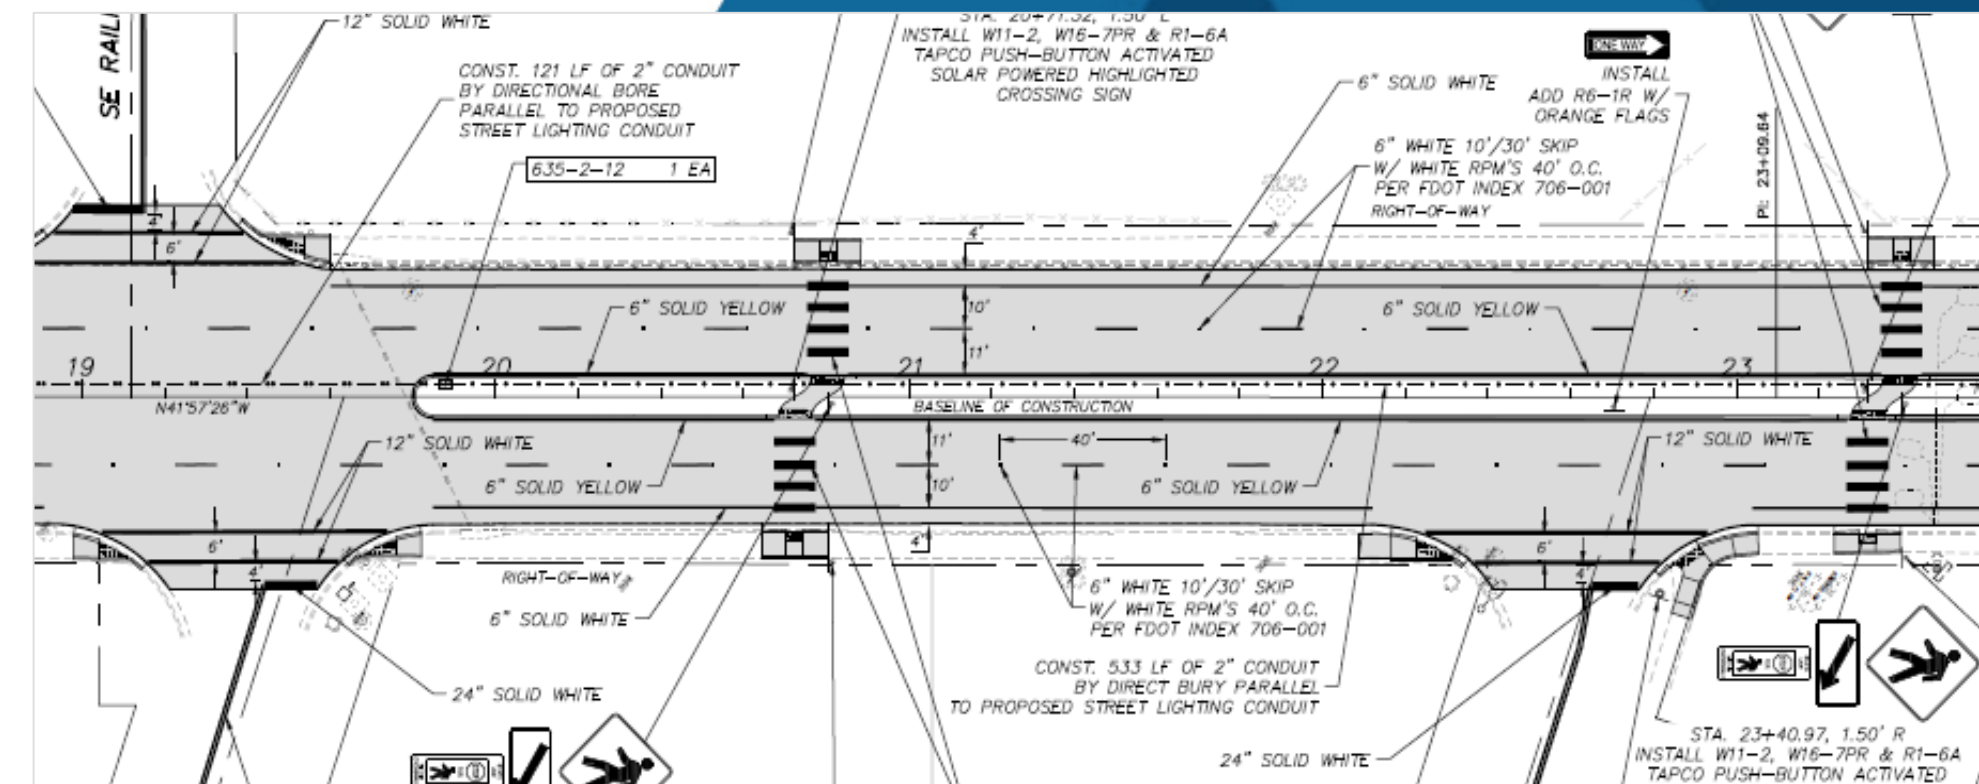 12" SOLID WHITE
SE RAIL
CONST. 121 LF OF 2" CONDUIT
BY DIRECTIONAL BORE
PARALLEL TO PROPOSED
STREET LIGHTING CONDUIT
635-2-12 1 EA
STA. 20+71.52, 1.50' L
INSTALL W11-2, W16-7PR & R1-6A
TAPCO PUSH-BUTTON ACTIVATED
SOLAR POWERED HIGHLIGHTED
CROSSING SIGN
6" SOLID WHITE
ONE WAY
INSTALL
ADD R6-1R W/
ORANGE FLAGS
6" WHITE 10'/30' SKIP
W/ WHITE RPM'S 40' O.C.
PER FDOT INDEX 706-001
RIGHT-OF-WAY
PI: 23+09.64
4'
6'
4'
6" SOLID YELLOW
10'
6" SOLID YELLOW
11'
19
20
21
22
23
N41°57'26"W
BASELINE OF CONSTRUCTION
12" SOLID WHITE
11'
40'
12" SOLID WHITE
6" SOLID YELLOW
10'
6" SOLID YELLOW
6'
4'
4'
6'
4'
RIGHT-OF-WAY
6" SOLID WHITE
6" WHITE 10'/30' SKIP
W/ WHITE RPM'S 40' O.C.
PER FDOT INDEX 706-001
CONST. 533 LF OF 2" CONDUIT
BY DIRECT BURY PARALLEL
TO PROPOSED STREET LIGHTING CONDUIT
24" SOLID WHITE
24" SOLID WHITE
STA. 23+40.97, 1.50' R
INSTALL W11-2, W16-7PR & R1-6A
TAPCO PUSH-BUTTON ACTIVATED